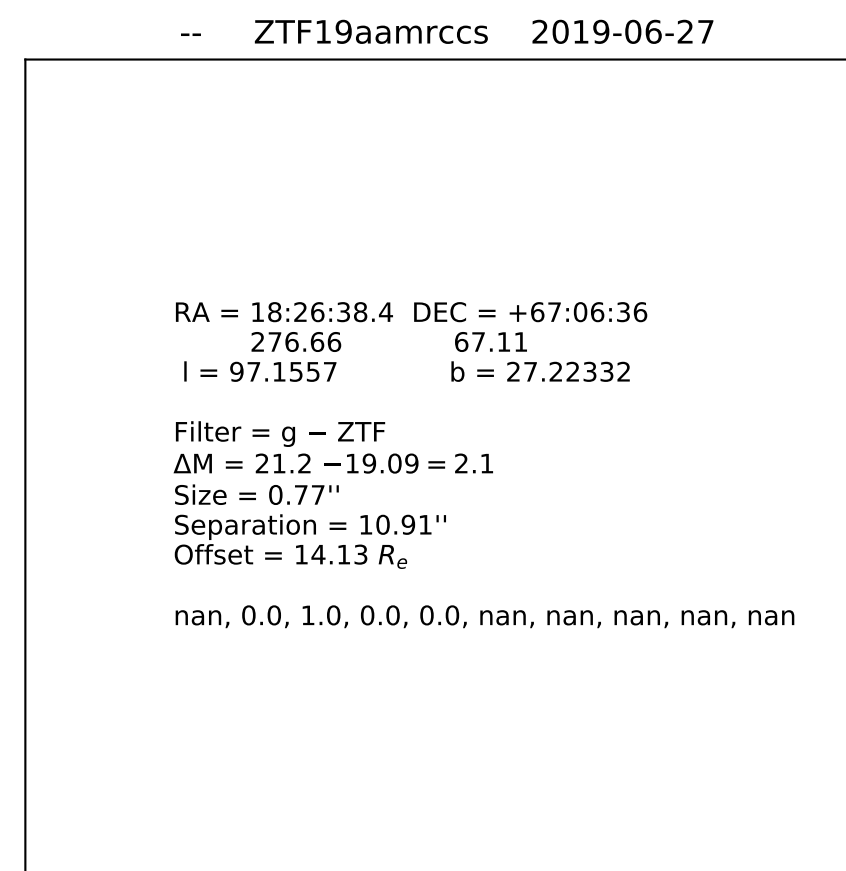 -- ZTF19aamrccs 2019-06-27
RA = 18:26:38.4 DEC = +67:06:36
276.66 67.11
l = 97.1557 b = 27.22332
Filter = g − ZTF
ΔM = 21.2 −19.09 = 2.1
Size = 0.77''
Separation = 10.91''
Offset = 14.13 Re
nan, 0.0, 1.0, 0.0, 0.0, nan, nan, nan, nan, nan